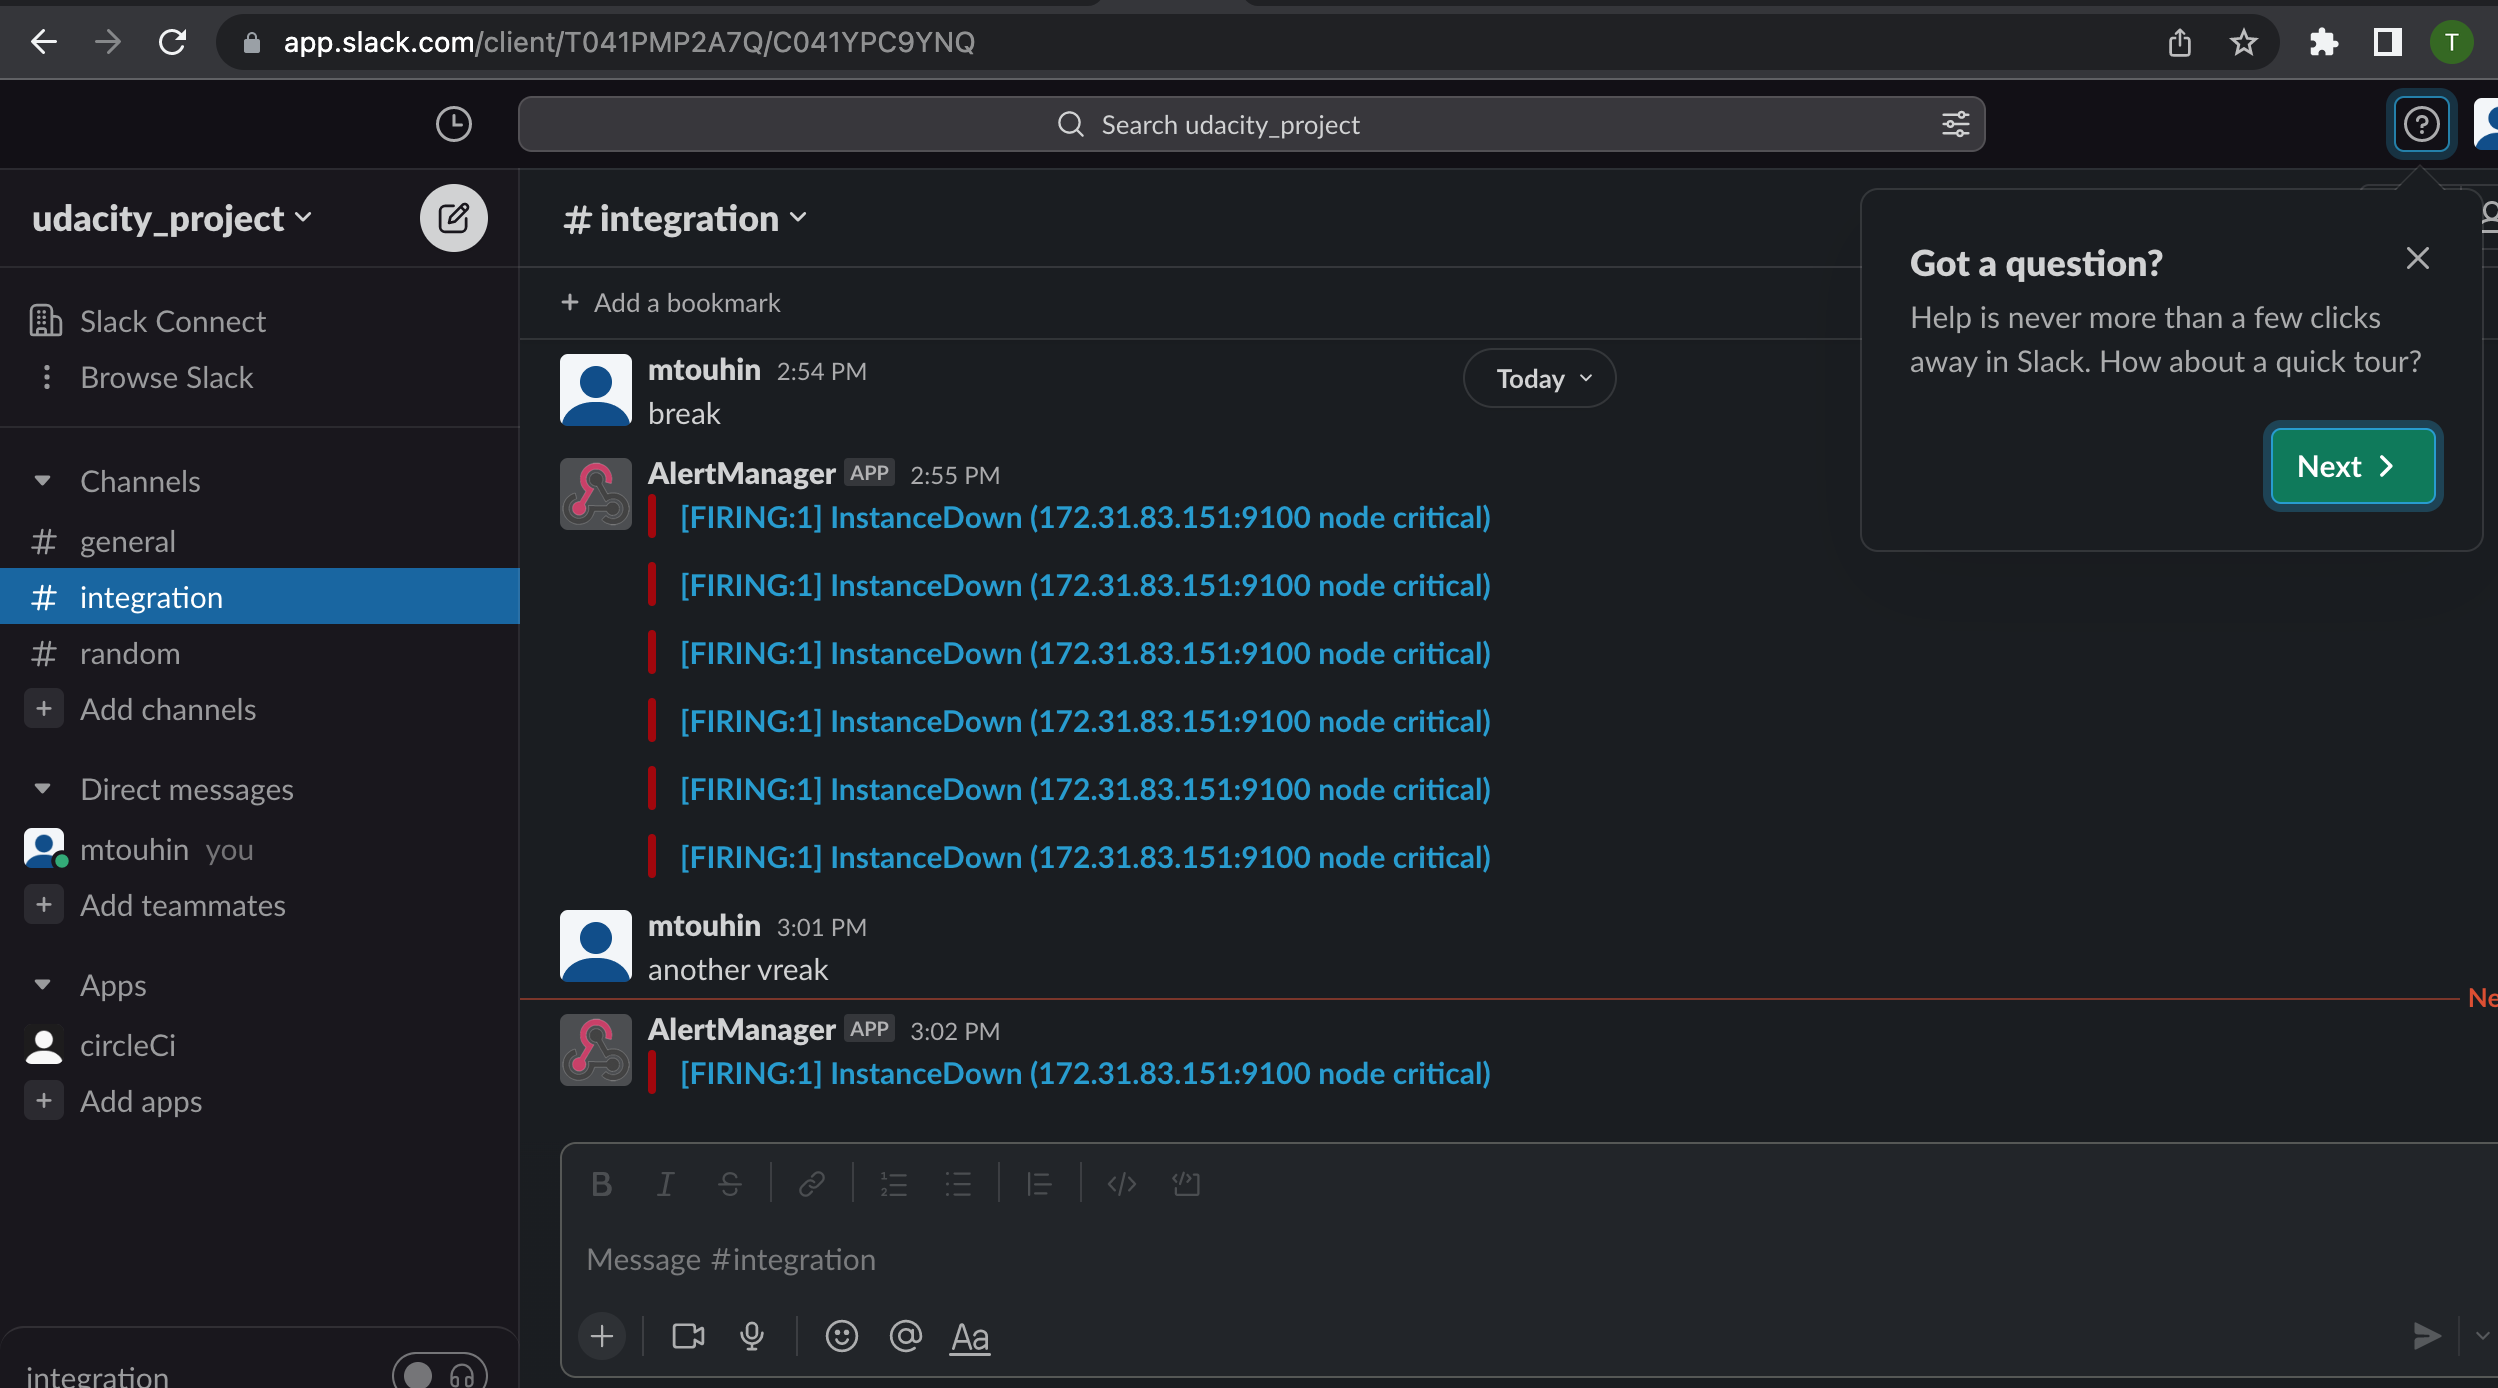 app.slack.com/client/T041PMP2A7Q/C041YPC9YNQ
T
Search udacity_project
udacity_project
Slack Connect
Browse Slack
Channels
# general
# integration
# random
+ Add channels
Direct messages
mtouhin you
+ Add teammates
Apps
circleCi
+ Add apps
integration
# integration
+ Add a bookmark
Today
mtouhin 2:54 PM
break
AlertManager APP 2:55 PM
[FIRING:1] InstanceDown (172.31.83.151:9100 node critical)
[FIRING:1] InstanceDown (172.31.83.151:9100 node critical)
[FIRING:1] InstanceDown (172.31.83.151:9100 node critical)
[FIRING:1] InstanceDown (172.31.83.151:9100 node critical)
[FIRING:1] InstanceDown (172.31.83.151:9100 node critical)
[FIRING:1] InstanceDown (172.31.83.151:9100 node critical)
mtouhin 3:01 PM
another vreak
AlertManager APP 3:02 PM
[FIRING:1] InstanceDown (172.31.83.151:9100 node critical)
Message #integration
Aa
Got a question?
Help is never more than a few clicks
away in Slack. How about a quick tour?
Next